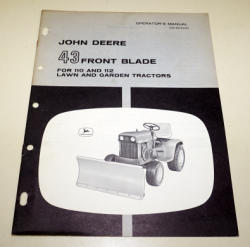 OPERATOR'S MANUAL
JOHN DEERE
43 FRONT BLADE
FOR 110 AND 112
LAWN AND GARDEN TRACTORS